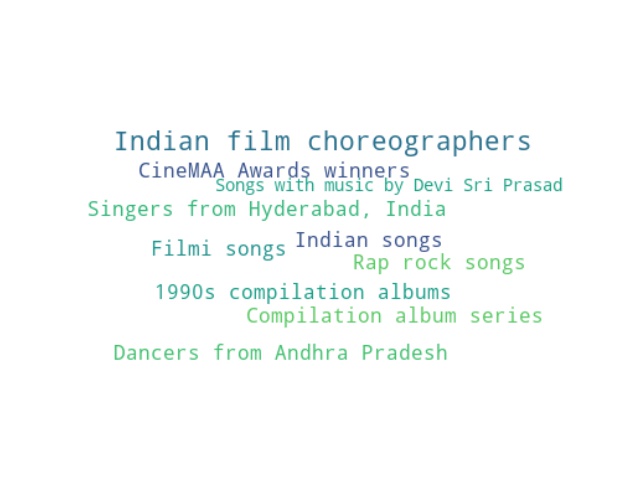 Indian film choreographers
CineMAA Awards winners
Songs with music by Devi Sri Prasad
Singers from Hyderabad, India
Indian songs
Filmi songs
Rap rock songs
1990s compilation albums
Compilation album series
Dancers from Andhra Pradesh